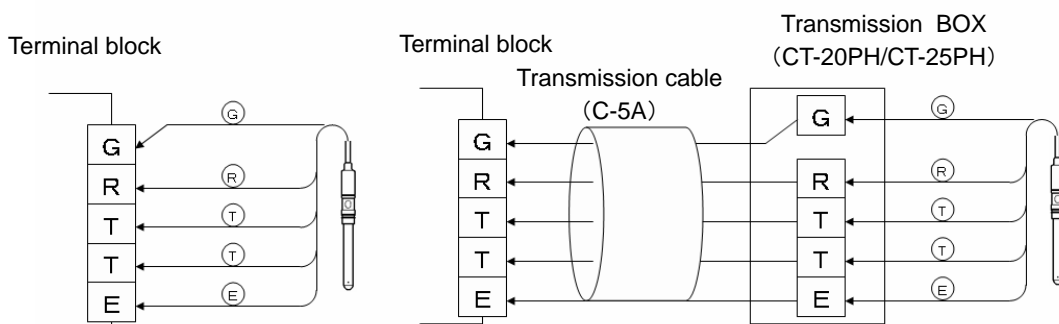 Terminal block
G
R
T
T
E
G
R
T
T
E
Terminal block
Transmission cable
（C-5A）
Transmission BOX
（CT-20PH/CT-25PH）
G
R
T
T
E
G
R
T
T
E
G
R
T
T
E